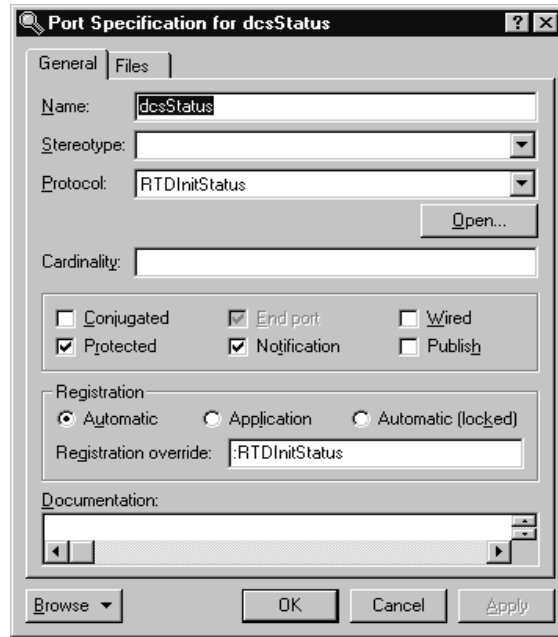 Port Specification for dcsStatus
General Files
Name: dcsStatus
Stereotype:
Protocol: RTDInitStatus
Open...
Cardinality:
Conjugated End port Wired
Protected Notification Publish
Registration
Automatic Application Automatic (locked)
Registration override: :RTDInitStatus
Documentation:
Browse OK Cancel Apply